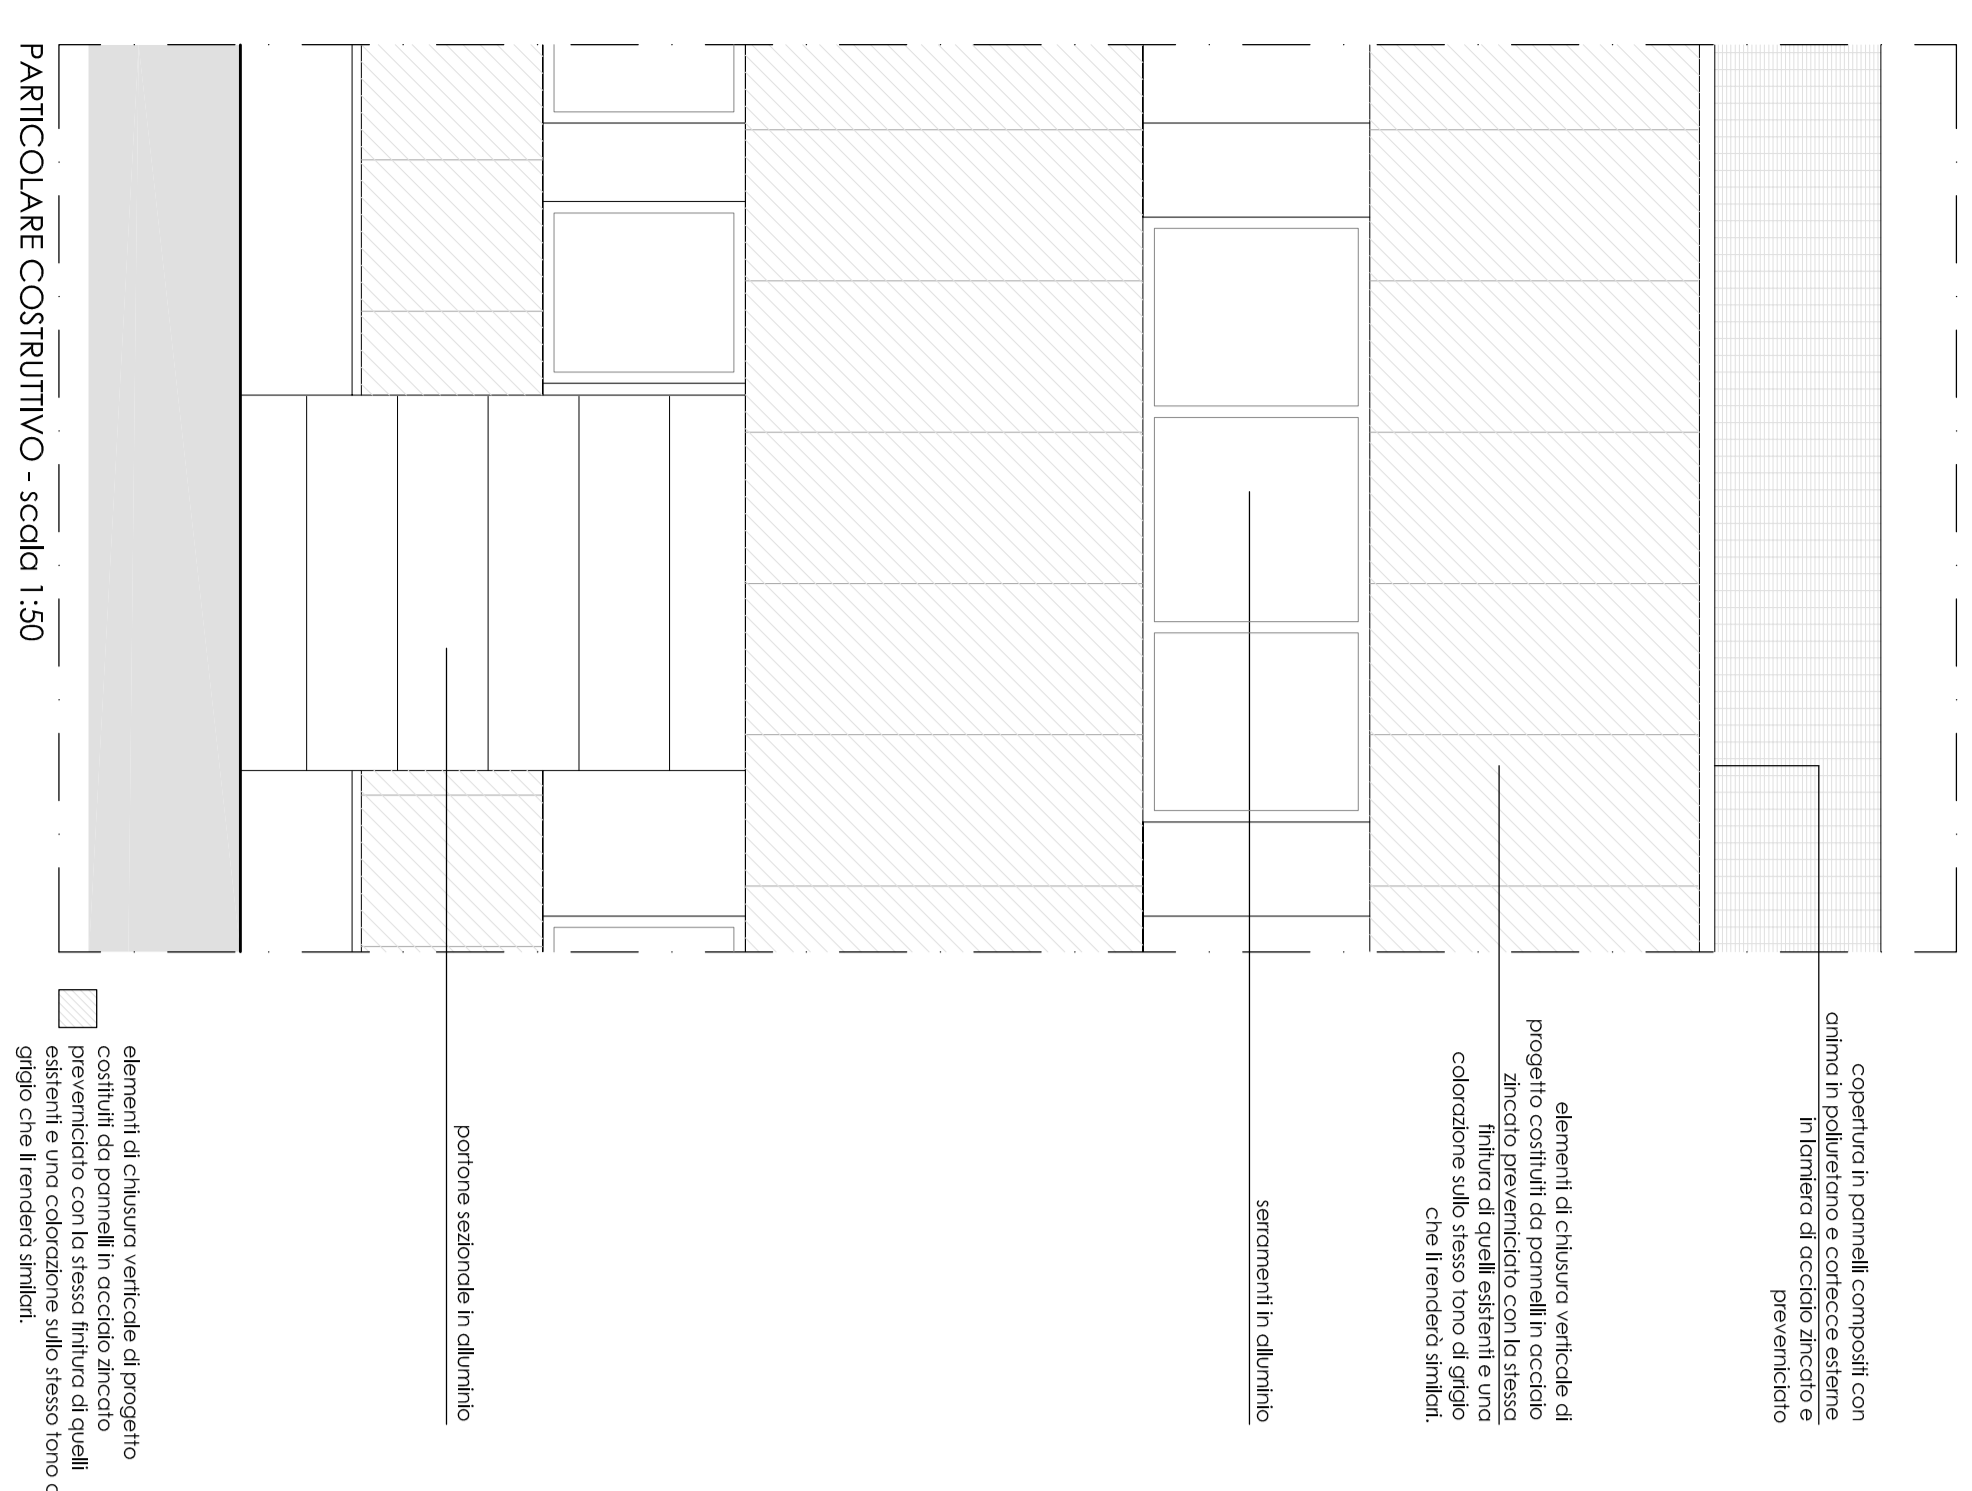 copertura in pannelli compositi con
anima in poliuretano e cortecce esterne
in lamiera di acciaio zincato e
preverniciato
elementi di chiusura verticale di
progetto costituiti da pannelli in acciaio
zincato preverniciato con la stessa
finitura di quelli esistenti e una
colorazione sullo stesso tono di grigio
che li renderà similari.
serramenti in alluminio
portone sezionale in alluminio
PARTICOLARE COSTRUTTIVO - scala 1:50
elementi di chiusura verticale di progetto
costituiti da pannelli in acciaio zincato
preverniciato con la stessa finitura di quelli
esistenti e una colorazione sullo stesso tono
grigio che li renderà similari.